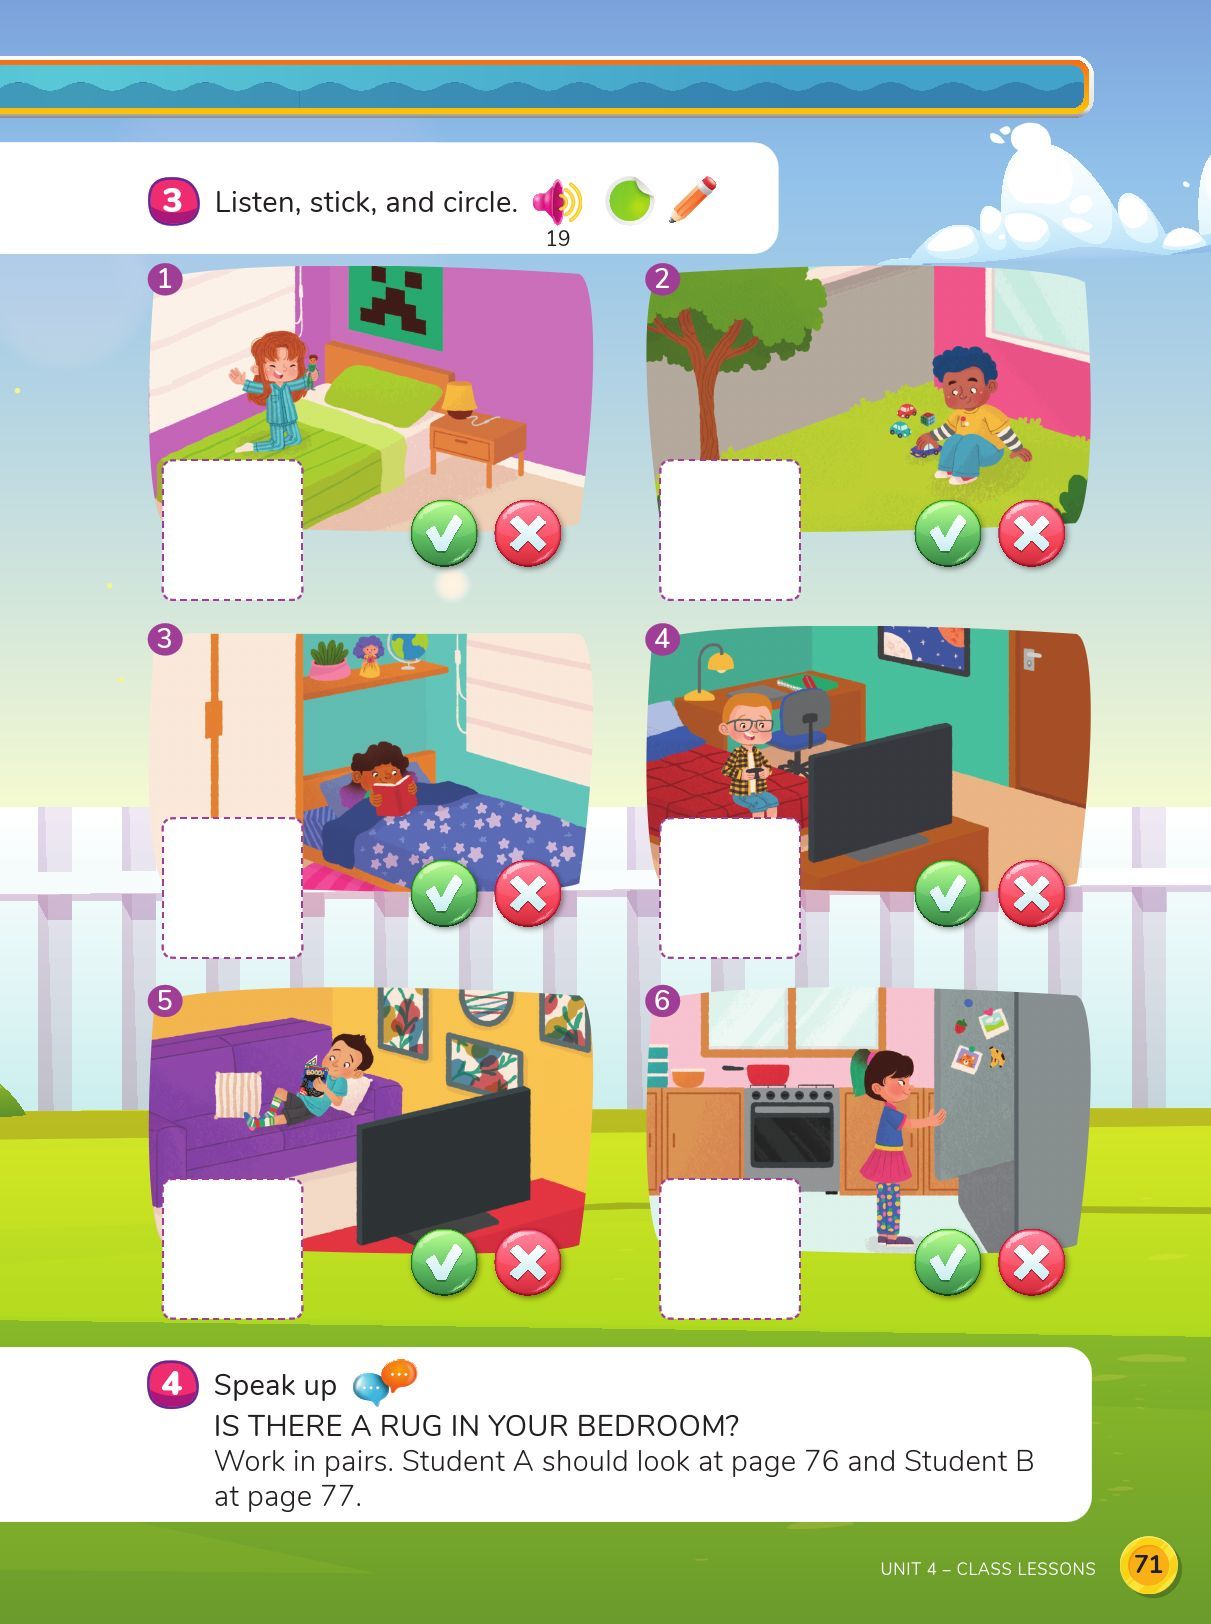 3 Listen, stick, and circle.
19
1
2
3
4
5
6
4 Speak up
IS THERE A RUG IN YOUR BEDROOM?
Work in pairs. Student A should look at page 76 and Student B
at page 77.
UNIT 4 – CLASS LESSONS 71